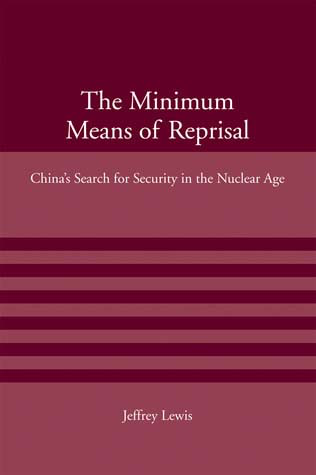 The Minimum
Means of Reprisal
China's Search for Security in the Nuclear Age
Jeffrey Lewis